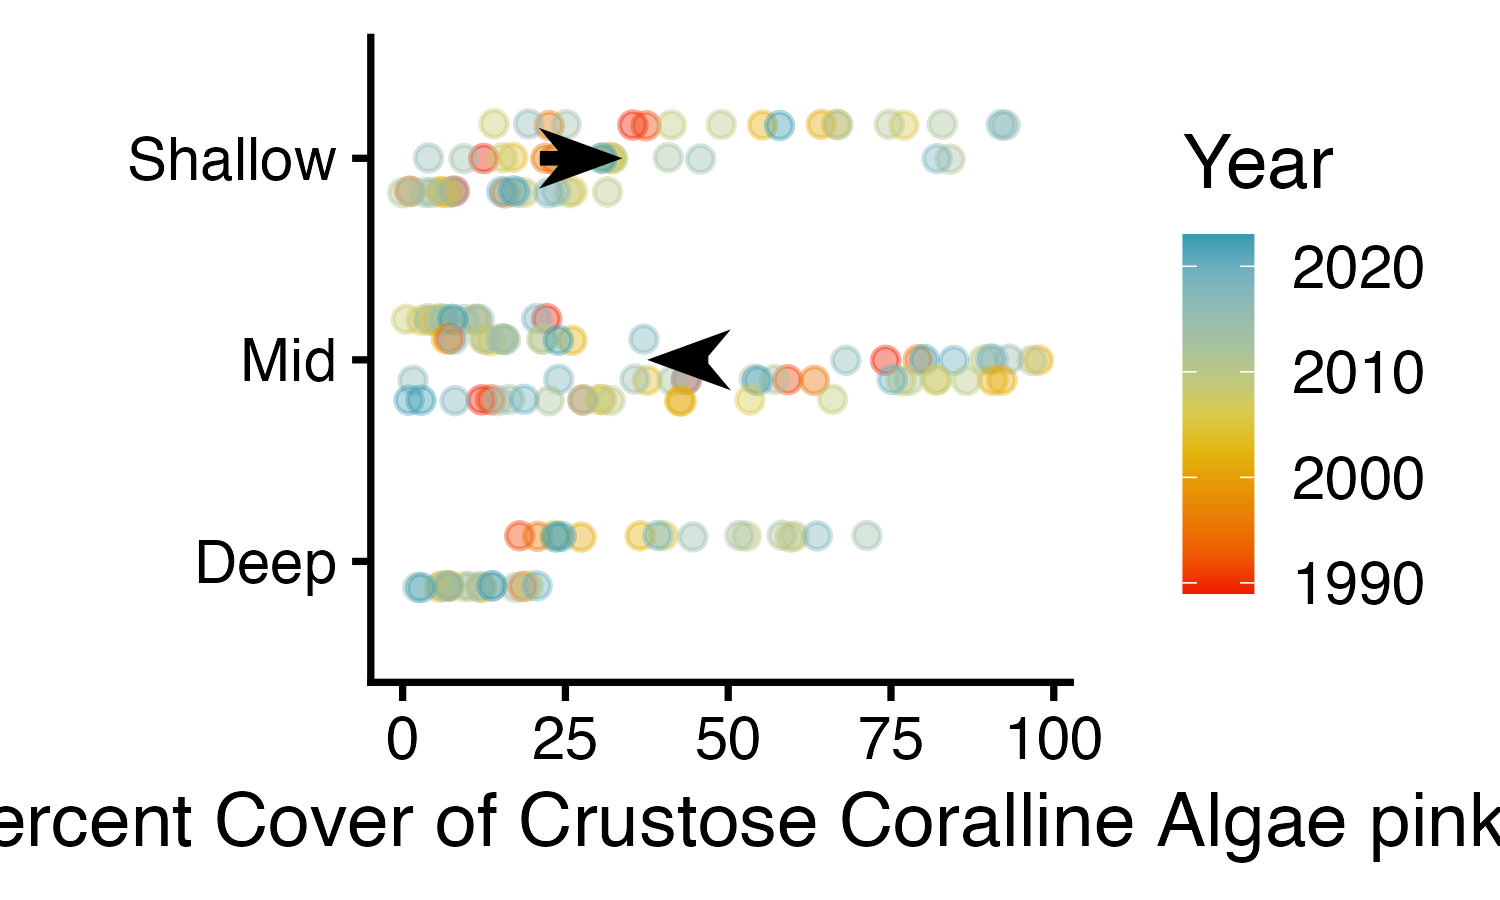 Shallow
Mid
Deep
0 25 50 75 100
ercent Cover of Crustose Coralline Algae pink
Year
2020
2010
2000
1990